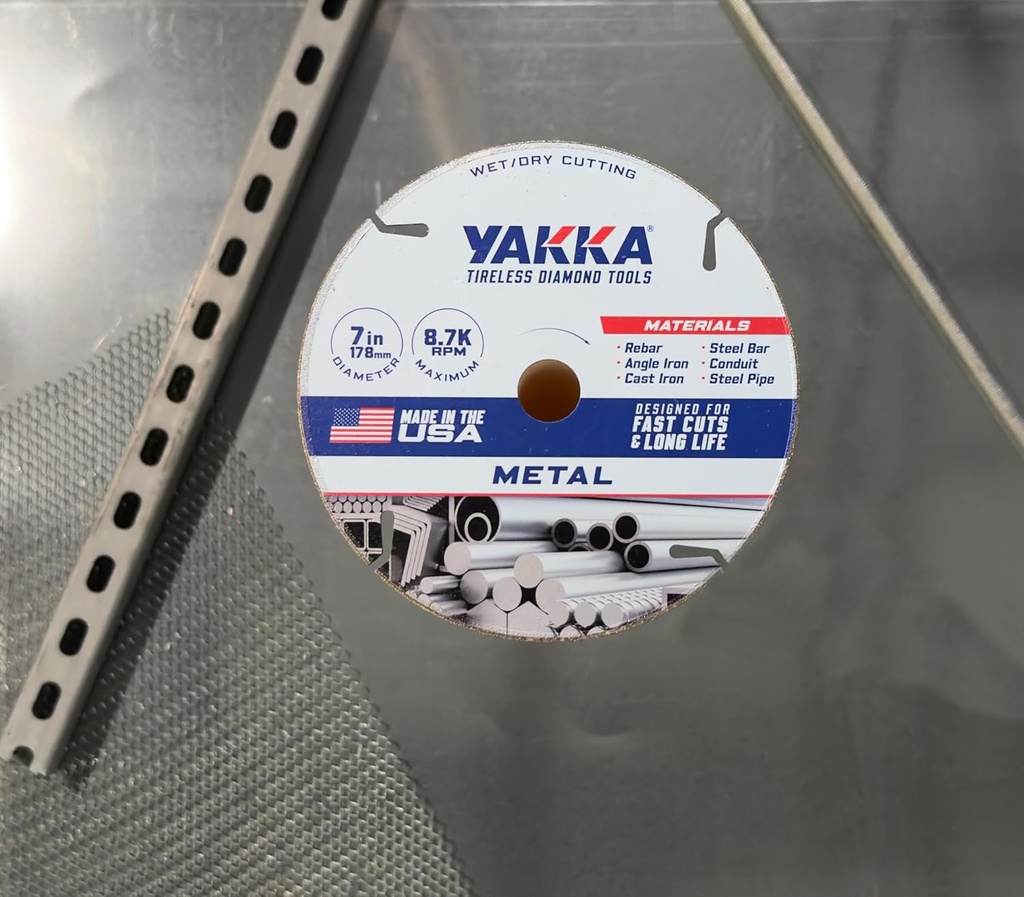 WET/DRY CUTTING
YAKKA®
TIRELESS DIAMOND TOOLS
7in
178mm
DIAMETER
8.7K
RPM
MAXIMUM
MATERIALS
· Rebar
· Angle Iron
· Cast Iron
· Steel Bar
· Conduit
· Steel Pipe
MADE IN THE
USA
DESIGNED FOR
FAST CUTS
& LONG LIFE
METAL